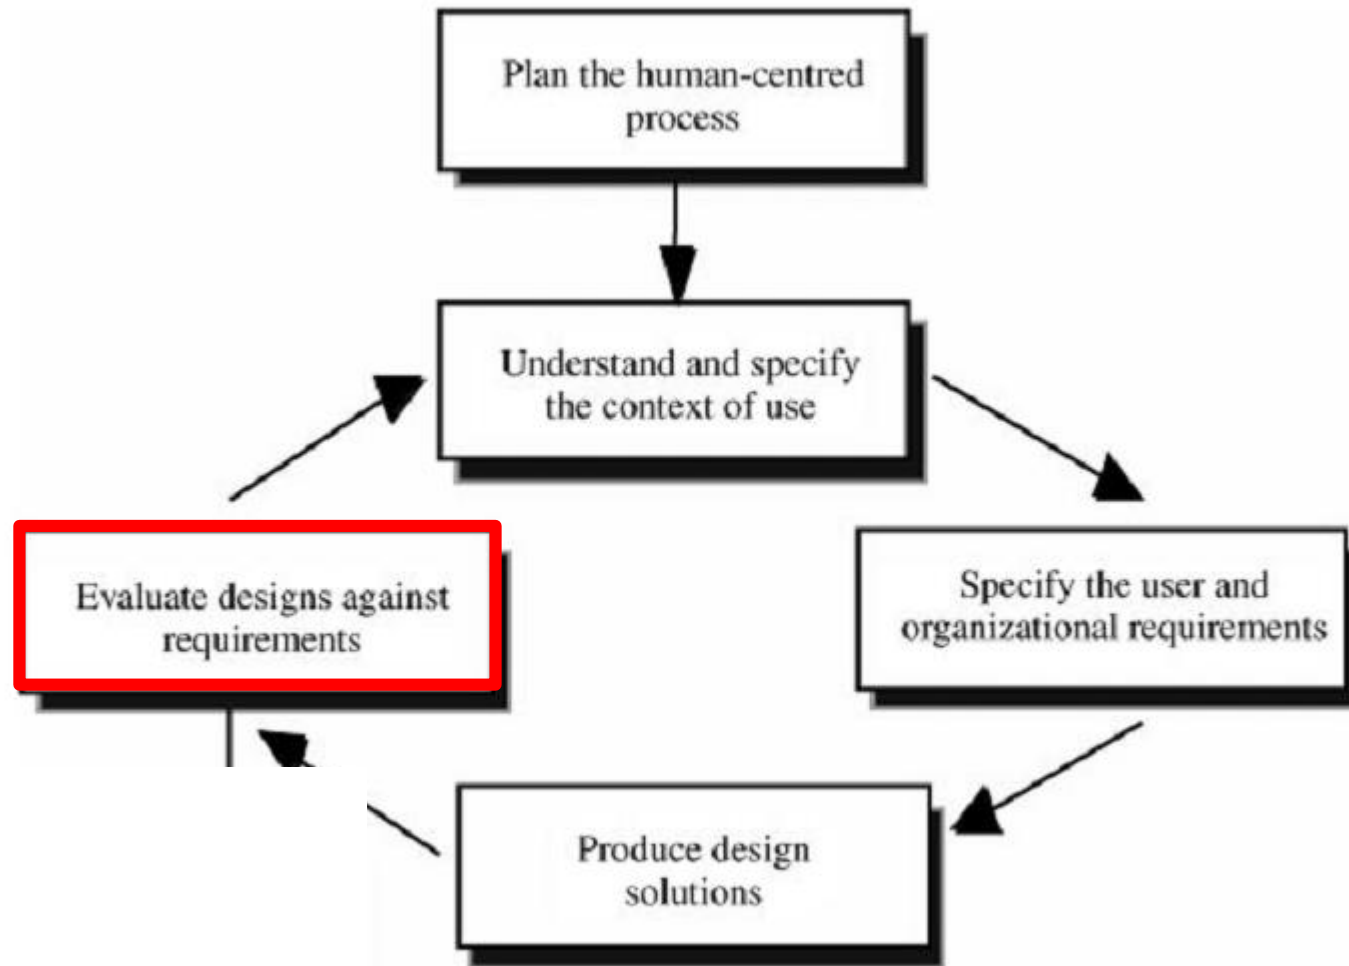 Plan the human-centred
process
Understand and specify
the context of use
Evaluate designs against
requirements
Specify the user and
organizational requirements
Produce design
solutions